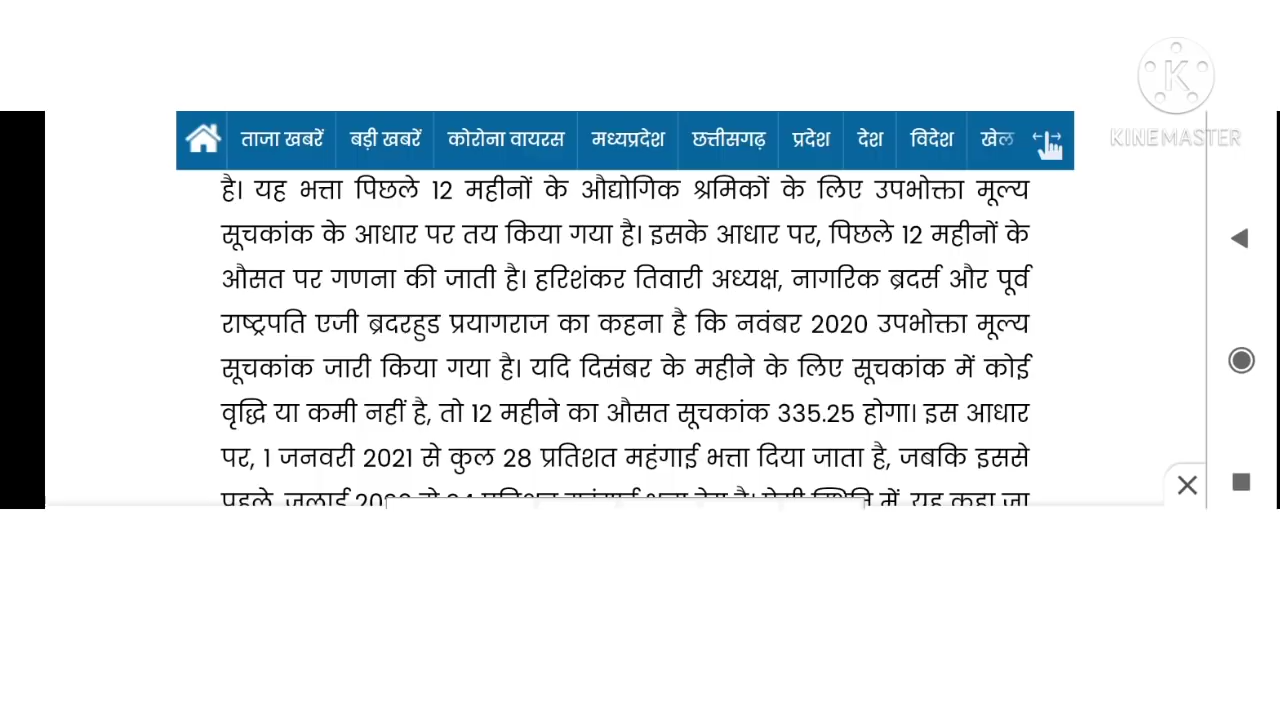 ताजा खबरें बड़ी खबरें कोरोना वायरस मध्यप्रदेश छत्तीसगढ़ प्रदेश देश विदेश खेल
KINEMASTER
है। यह भत्ता पिछले 12 महीनों के औद्योगिक श्रमिकों के लिए उपभोक्ता मूल्य
सूचकांक के आधार पर तय किया गया है। इसके आधार पर, पिछले 12 महीनों के
औसत पर गणना की जाती है। हरिशंकर तिवारी अध्यक्ष, नागरिक ब्रदर्स और पूर्व
राष्ट्रपति एजी ब्रदरहुड प्रयागराज का कहना है कि नवंबर 2020 उपभोक्ता मूल्य
सूचकांक जारी किया गया है। यदि दिसंबर के महीने के लिए सूचकांक में कोई
वृद्धि या कमी नहीं है, तो 12 महीने का औसत सूचकांक 335.25 होगा। इस आधार
पर, 1 जनवरी 2021 से कुल 28 प्रतिशत महंगाई भत्ता दिया जाता है, जबकि इससे
पहले, जुलाई में, यह कहा जा